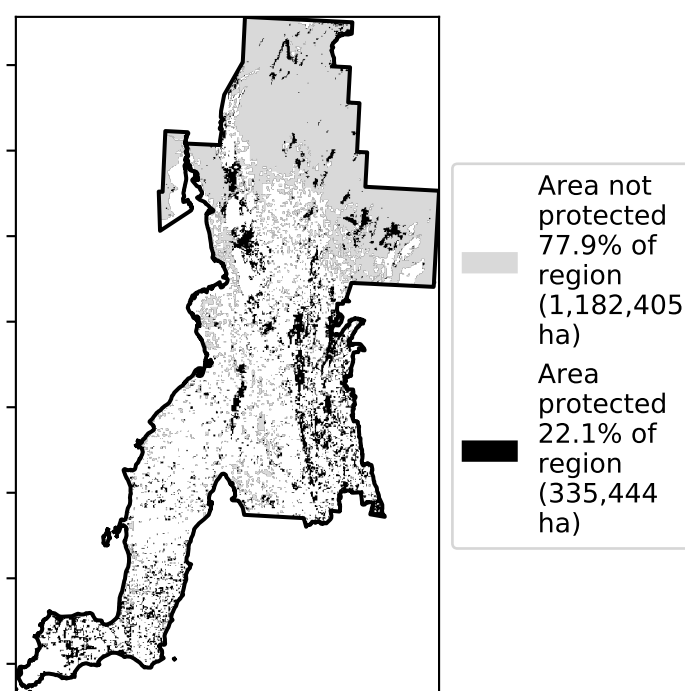 Area not
protected
77.9% of
region
(1,182,405
ha)
Area
protected
22.1% of
region
(335,444
ha)